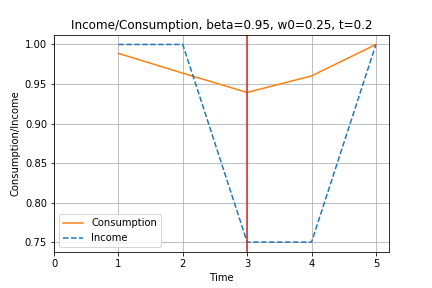 Income/Consumption, beta=0.95, w0=0.25, t=0.2
Consumption/Income
1.00
0.95
0.90
0.85
0.80
0.75
Consumption
Income
0 1 2 3 4 5
Time